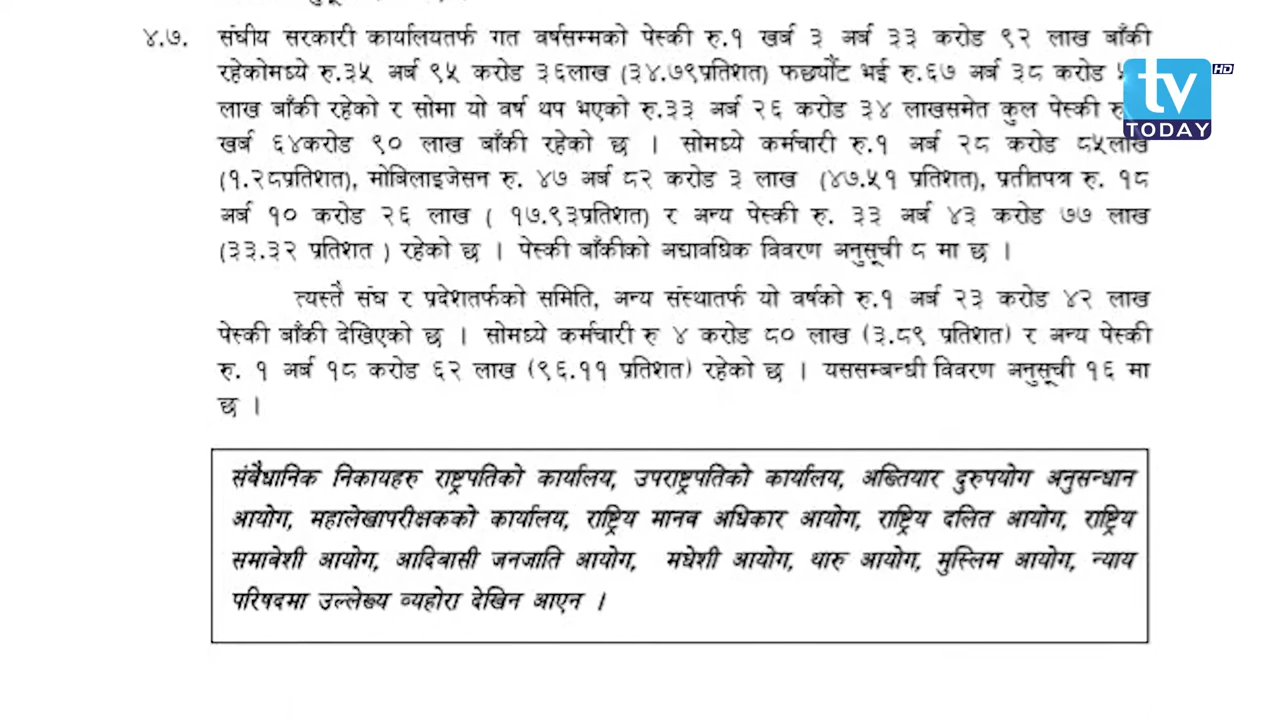 ४.७. संघीय सरकारी कार्यालयतर्फ गत वर्षसम्मको पेस्की रु.१ खर्ब ३ अर्ब ३३ करोड ९२ लाख बाँकी
रहेकोमध्ये रु.३५ अर्ब ९५ करोड ३६लाख (३४.७९प्रतिशत) फर्छ्यौट भई रु.६७ अर्ब ३८ करोड
लाख बाँकी रहेको र सोमा यो वर्ष थप भएको रु.३३ अर्ब २६ करोड ३४ लाखसमेत कुल पेस्की
खर्ब ६४करोड ९० लाख बाँकी रहेको छ । सोमध्ये कर्मचारी रु.१ अर्ब २८ करोड ८५लाख
(१.२८प्रतिशत), मोबिलाइजेसन रु. ४७ अर्ब ८२ करोड ३ लाख (४७.५१ प्रतिशत), प्रतीतपत्र रु. १८
अर्ब १० करोड २६ लाख ( १७.९३प्रतिशत) र अन्य पेस्की रु. ३३ अर्ब ४३ करोड ७७ लाख
(३३.३२ प्रतिशत ) रहेको छ । पेस्की बाँकीको अद्यावधिक विवरण अनुसूची ८ मा छ ।
त्यस्तै संघ र प्रदेशतर्फको समिति, अन्य संस्थातर्फ यो वर्षको रु.१ अर्ब २३ करोड ४२ लाख
पेस्की बाँकी देखिएको छ । सोमध्ये कर्मचारी रु ४ करोड ८० लाख (३.८९ प्रतिशत) र अन्य पेस्की
रु. १ अर्ब १८ करोड ६२ लाख (९६.११ प्रतिशत) रहेको छ । यससम्बन्धी विवरण अनुसूची १६ मा
छ ।
संवैधानिक निकायहरु राष्ट्रपतिको कार्यालय, उपराष्ट्रपतिको कार्यालय, अख्तियार दुरुपयोग अनुसन्धान
आयोग, महालेखापरीक्षकको कार्यालय, राष्ट्रिय मानव अधिकार आयोग, राष्ट्रिय दलित आयोग, राष्ट्रिय
समावेशी आयोग, आदिबासी जनजाति आयोग, मधेशी आयोग, थारु आयोग, मुस्लिम आयोग, न्याय
परिषदमा उल्लेख्य व्यहोरा देखिन आएन ।
tv HD
TODAY